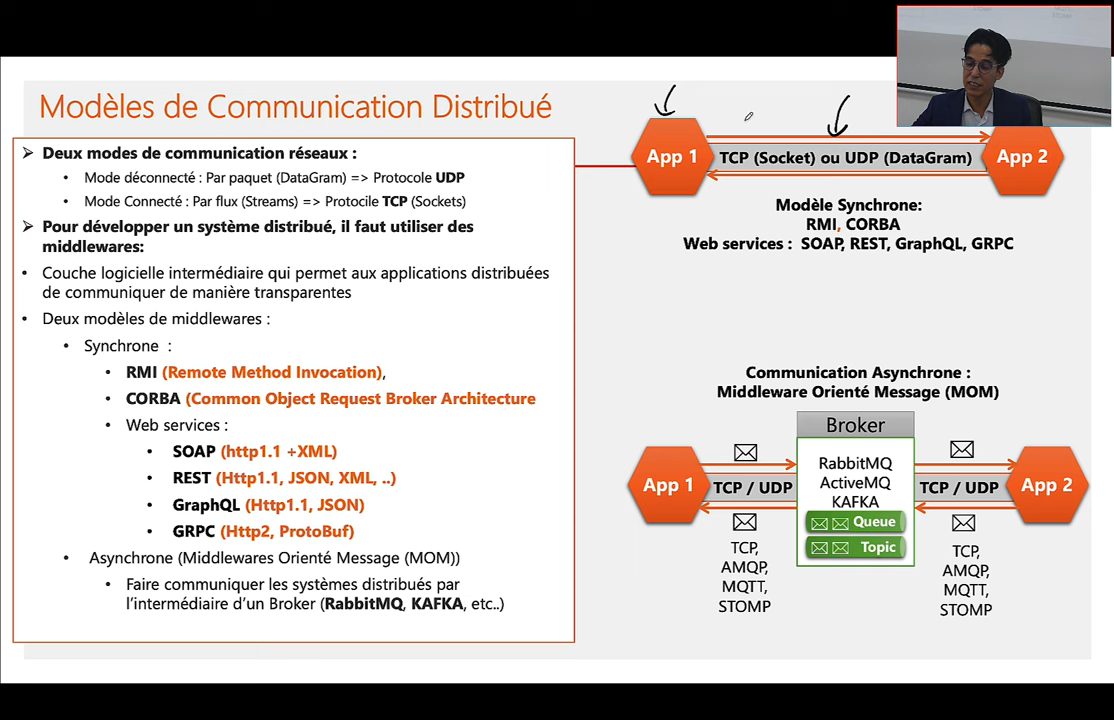 Modèles de Communication Distribué
➢ Deux modes de communication réseaux :
• Mode déconnecté : Par paquet (DataGram) => Protocole UDP
• Mode Connecté : Par flux (Streams) => Protocile TCP (Sockets)
➢ Pour développer un système distribué, il faut utiliser des
middlewares:
• Couche logicielle intermédiaire qui permet aux applications distribuées
de communiquer de manière transparentes
• Deux modèles de middlewares :
• Synchrone :
• RMI (Remote Method Invocation),
• CORBA (Common Object Request Broker Architecture
• Web services :
• SOAP (http1.1 +XML)
• REST (Http1.1, JSON, XML, ..)
• GraphQL (Http1.1, JSON)
• GRPC (Http2, ProtoBuf)
• Asynchrone (Middlewares Orienté Message (MOM))
• Faire communiquer les systèmes distribués par
l'intermédiaire d'un Broker (RabbitMQ, KAFKA, etc..)
App 1
TCP (Socket) ou UDP (DataGram)
App 2
Modèle Synchrone:
RMI, CORBA
Web services : SOAP, REST, GraphQL, GRPC
Communication Asynchrone :
Middleware Orienté Message (MOM)
Broker
RabbitMQ
ActiveMQ
KAFKA
Queue
Topic
App 1
TCP / UDP
TCP / UDP
App 2
TCP,
AMQP,
MQTT,
STOMP
TCP,
AMQP,
MQTT,
STOMP